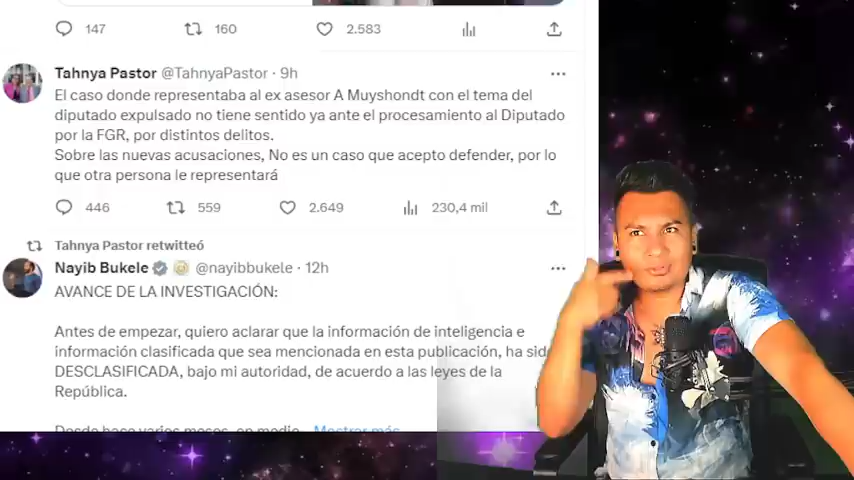 147 160 2.583
Tahnya Pastor @TahnyaPastor · 9h
El caso donde representaba al ex asesor A Muyshondt con el tema del
diputado expulsado no tiene sentido ya ante el procesamiento al Diputado
por la FGR, por distintos delitos.
Sobre las nuevas acusaciones, No es un caso que acepto defender, por lo
que otra persona le representará
446 559 2.649 230,4 mil
Tahnya Pastor retwitteó
Nayib Bukele @nayibbukele · 12h
AVANCE DE LA INVESTIGACIÓN:
Antes de empezar, quiero aclarar que la información de inteligencia e
información clasificada que sea mencionada en esta publicación, ha sido
DESCLASIFICADA, bajo mi autoridad, de acuerdo a las leyes de la
República.
Desde hace varios meses, en medio... Mostrar más